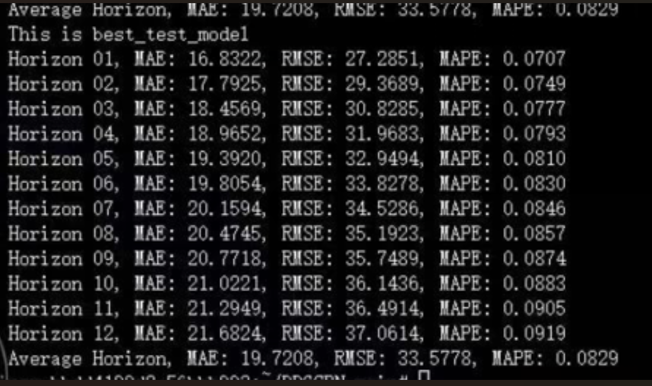 Average Horizon, MAE: 19.7208, RMSE: 33.5778, MAPE: 0.0829
This is best_test_model
Horizon 01, MAE: 16.8322, RMSE: 27.2851, MAPE: 0.0707
Horizon 02, MAE: 17.7925, RMSE: 29.3689, MAPE: 0.0749
Horizon 03, MAE: 18.4569, RMSE: 30.8285, MAPE: 0.0777
Horizon 04, MAE: 18.9652, RMSE: 31.9683, MAPE: 0.0793
Horizon 05, MAE: 19.3920, RMSE: 32.9494, MAPE: 0.0810
Horizon 06, MAE: 19.8054, RMSE: 33.8278, MAPE: 0.0830
Horizon 07, MAE: 20.1594, RMSE: 34.5286, MAPE: 0.0846
Horizon 08, MAE: 20.4745, RMSE: 35.1923, MAPE: 0.0857
Horizon 09, MAE: 20.7718, RMSE: 35.7489, MAPE: 0.0874
Horizon 10, MAE: 21.0221, RMSE: 36.1436, MAPE: 0.0883
Horizon 11, MAE: 21.2949, RMSE: 36.4914, MAPE: 0.0905
Horizon 12, MAE: 21.6824, RMSE: 37.0614, MAPE: 0.0919
Average Horizon, MAE: 19.7208, RMSE: 33.5778, MAPE: 0.0829